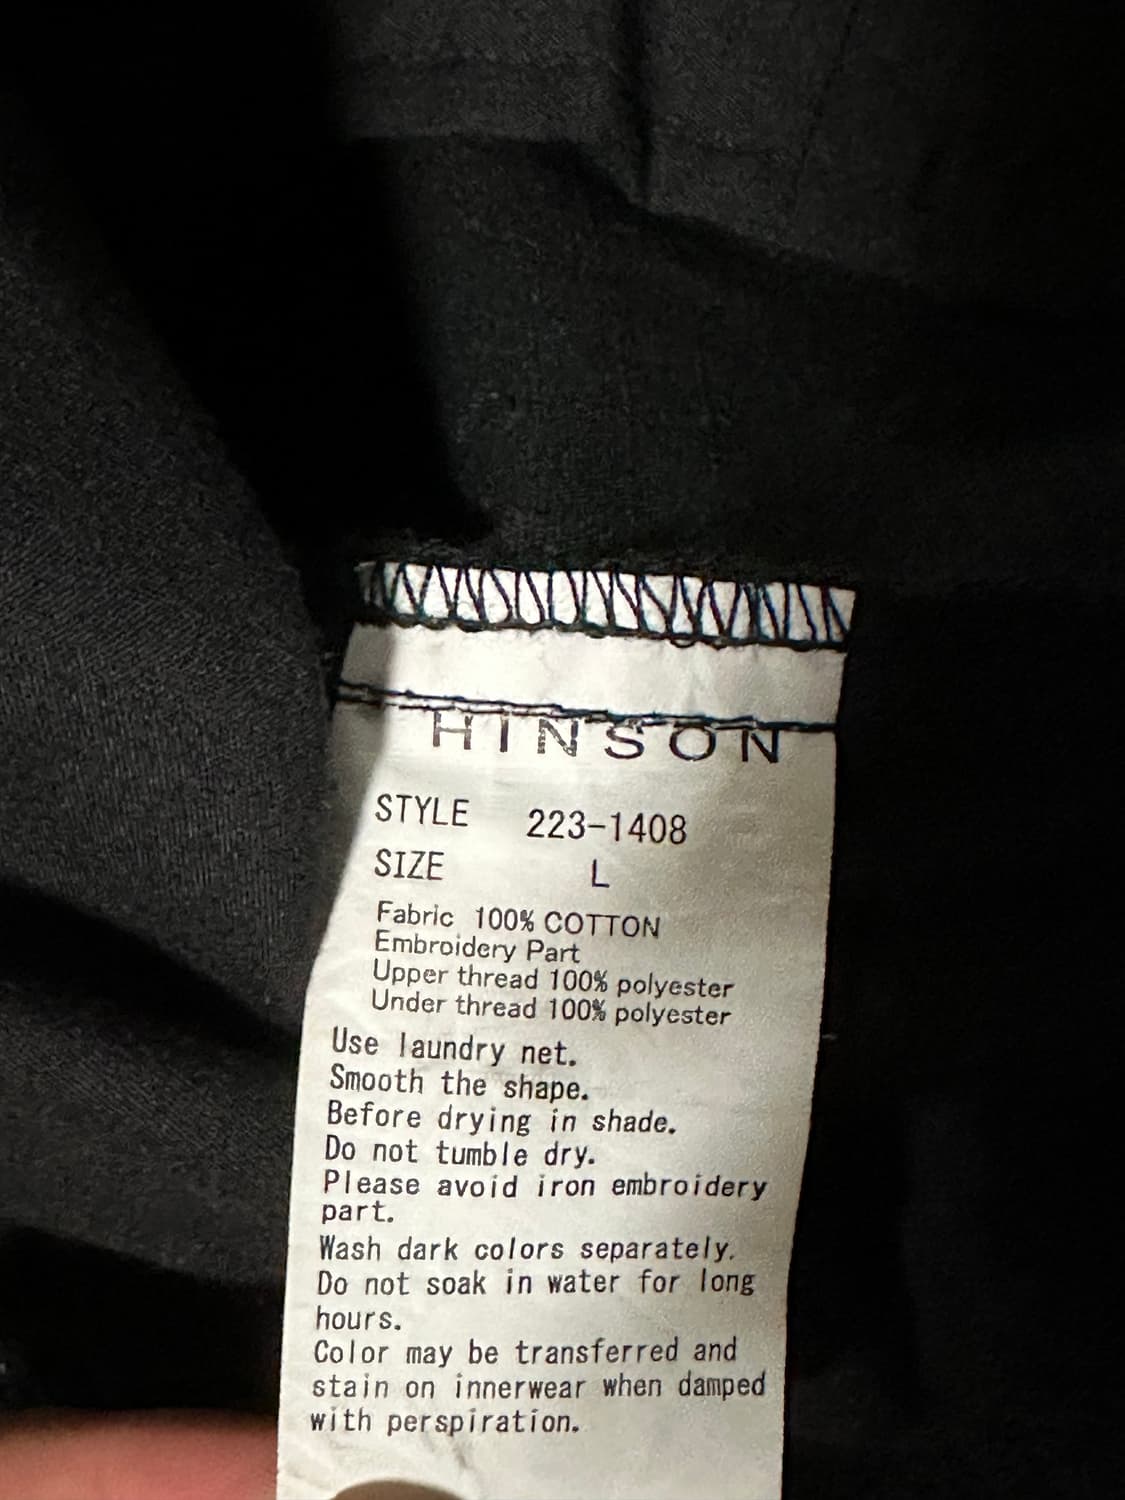 HINSON
STYLE 223-1408
SIZE L
Fabric 100% COTTON
Embroidery Part
Upper thread 100% polyester
Under thread 100% polyester
Use laundry net.
Smooth the shape.
Before drying in shade.
Do not tumble dry.
Please avoid iron embroidery
part.
Wash dark colors separately.
Do not soak in water for long
hours.
Color may be transferred and
stain on innerwear when damped
with perspiration.